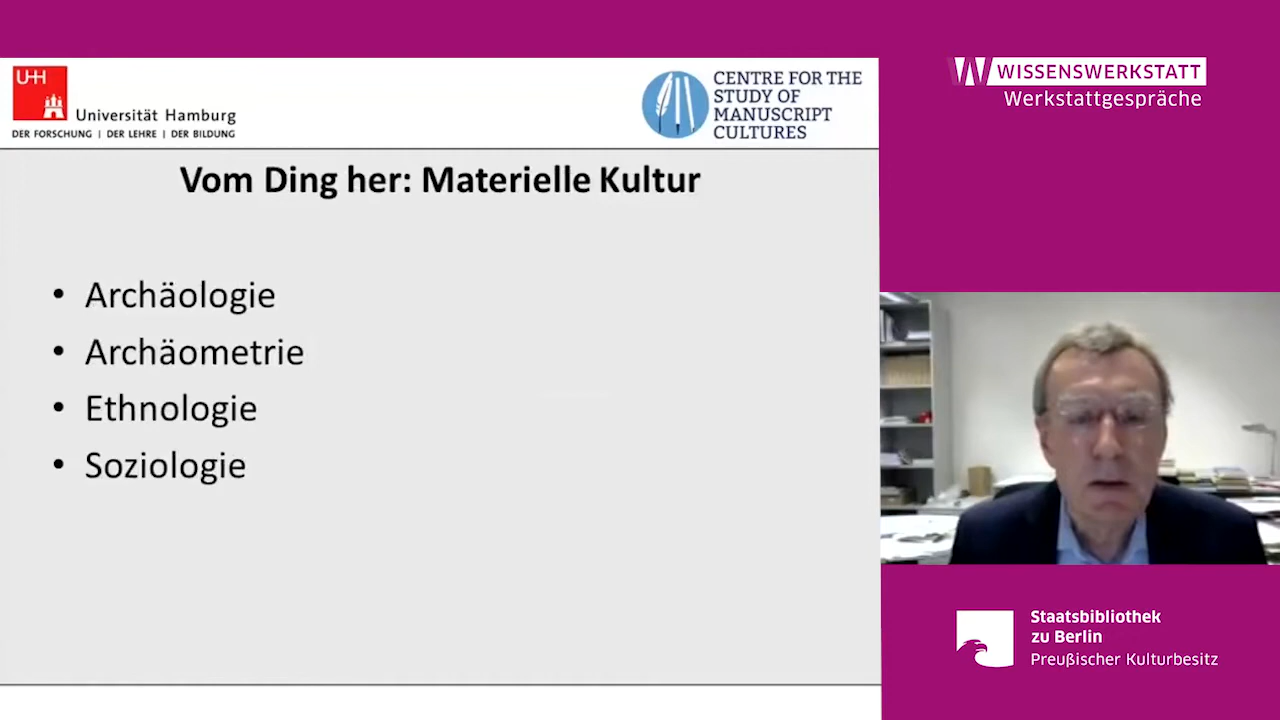 UHH
Universität Hamburg
DER FORSCHUNG | DER LEHRE | DER BILDUNG
CENTRE FOR THE
STUDY OF
MANUSCRIPT
CULTURES
Vom Ding her: Materielle Kultur
• Archäologie
• Archäometrie
• Ethnologie
• Soziologie
W WISSENSWERKSTATT
Werkstattgespräche
Staatsbibliothek
zu Berlin
Preußischer Kulturbesitz